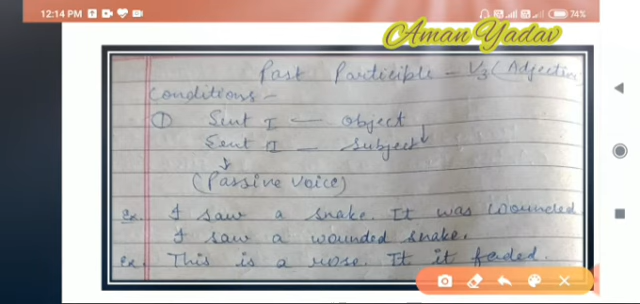 12:14 PM 74%
Aman Yadav
Past Participle - V3 (Adjective)
Conditions -
① Sent I — Object
Sent II — Subject
(Passive Voice)
Ex. I saw a snake. It was wounded
I saw a wounded snake.
Ex. This is a rose. It it faded.